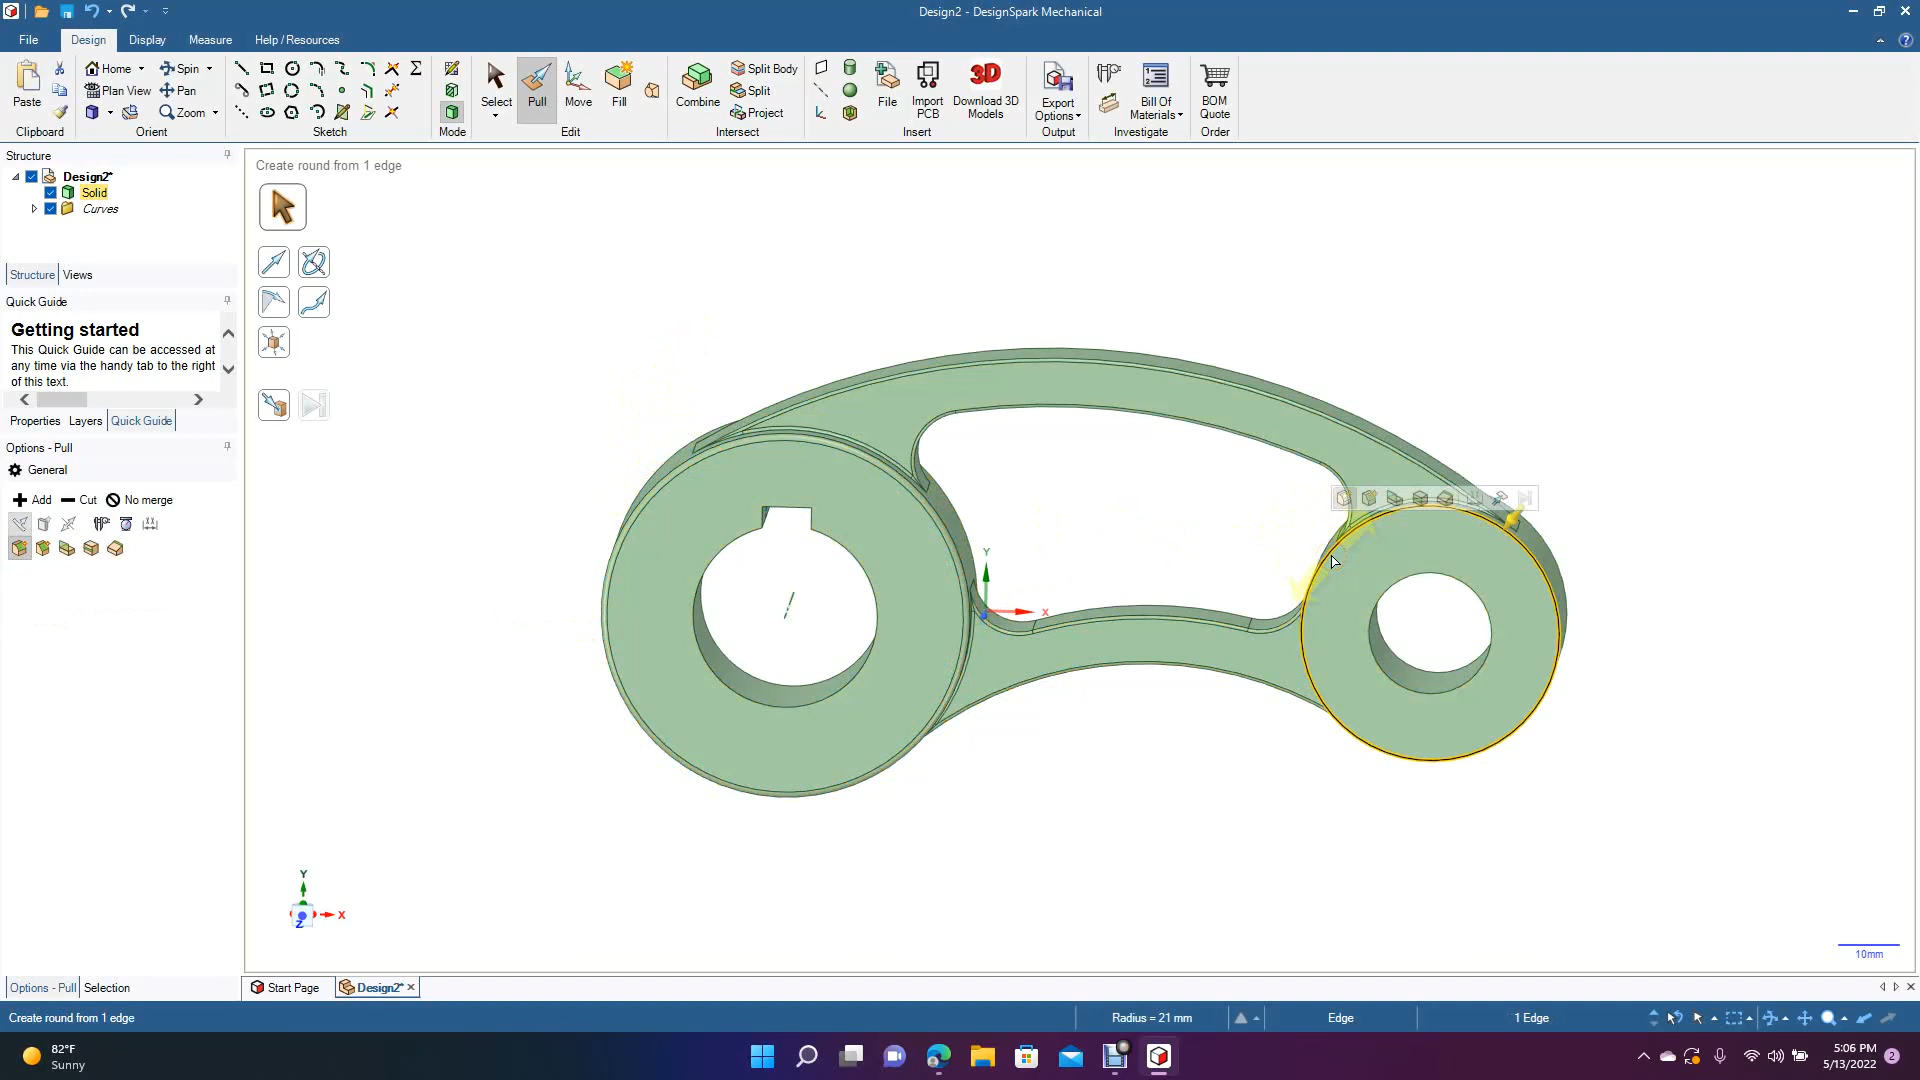 Design2 - DesignSpark Mechanical
File Design Display Measure Help / Resources
Paste
Clipboard
Home Spin
Plan View Pan
Zoom
Orient
Sketch
Mode
Select Pull Move Fill
Edit
Combine
Split Body
Split
Project
Intersect
3D
File Import PCB Download 3D Models
Insert
Export Options
Output
Bill Of Materials
Investigate
BOM Quote
Order
Structure
Design2*
Solid
Curves
Structure Views
Quick Guide
Getting started
This Quick Guide can be accessed at
any time via the handy tab to the right
of this text.
Properties Layers Quick Guide
Options - Pull
General
Add Cut No merge
Options - Pull Selection
Create round from 1 edge
Y
X
Y
X
Z
10mm
Start Page Design2*
Create round from 1 edge Radius = 21 mm Edge 1 Edge
82°F
Sunny
5:06 PM
5/13/2022
2